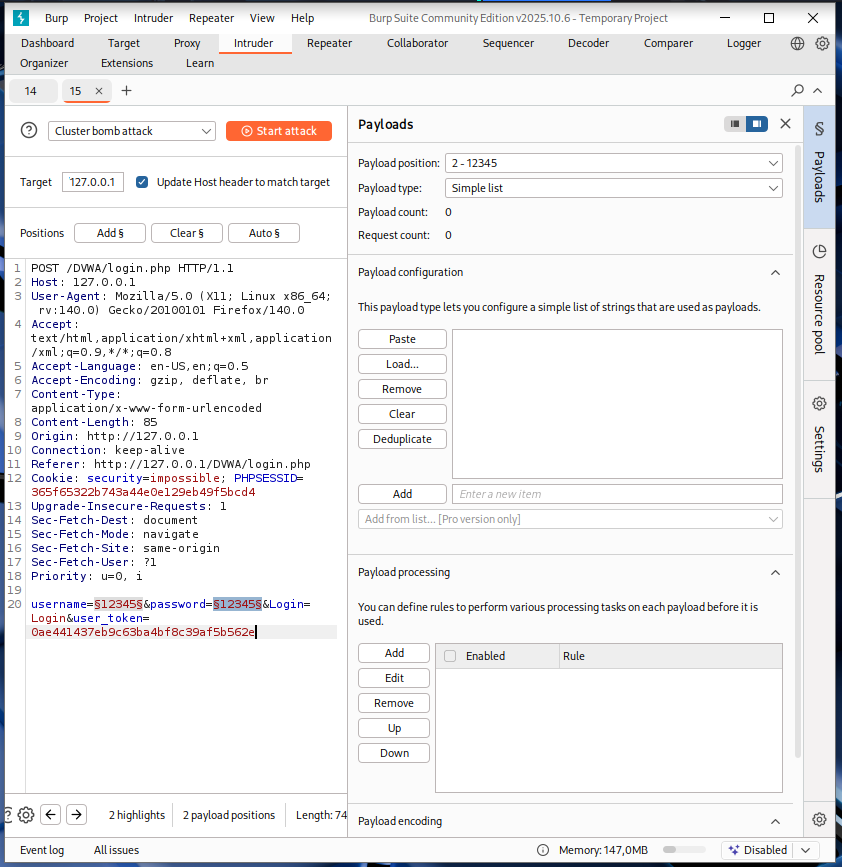 Burp Project Intruder Repeater View Help Burp Suite Community Edition v2025.10.6 - Temporary Project
Dashboard Target Proxy Intruder Repeater Collaborator Sequencer Decoder Comparer Logger
Organizer Extensions Learn
14 15 × +
? Cluster bomb attack Start attack
Target 127.0.0.1 Update Host header to match target
Positions Add § Clear § Auto §
1 POST /DVWA/login.php HTTP/1.1
2 Host: 127.0.0.1
3 User-Agent: Mozilla/5.0 (X11; Linux x86_64;
rv:140.0) Gecko/20100101 Firefox/140.0
4 Accept:
text/html,application/xhtml+xml,application
/xml;q=0.9,*/*;q=0.8
5 Accept-Language: en-US,en;q=0.5
6 Accept-Encoding: gzip, deflate, br
7 Content-Type:
application/x-www-form-urlencoded
8 Content-Length: 85
9 Origin: http://127.0.0.1
10 Connection: keep-alive
11 Referer: http://127.0.0.1/DVWA/login.php
12 Cookie: security=impossible; PHPSESSID=
365f65322b743a44e0e129eb49f5bcd4
13 Upgrade-Insecure-Requests: 1
14 Sec-Fetch-Dest: document
15 Sec-Fetch-Mode: navigate
16 Sec-Fetch-Site: same-origin
17 Sec-Fetch-User: ?1
18 Priority: u=0, i
19
20 username=§12345§&password=§12345§&Login=
Login&user_token=
0ae441437eb9c63ba4bf8c39af5b562e
? 2 highlights 2 payload positions Length: 74
Payloads
Payload position: 2 - 12345
Payload type: Simple list
Payload count: 0
Request count: 0
Payload configuration
This payload type lets you configure a simple list of strings that are used as payloads.
Paste
Load...
Remove
Clear
Deduplicate
Add Enter a new item
Add from list... [Pro version only]
Payload processing
You can define rules to perform various processing tasks on each payload before it is
used.
Add Enabled Rule
Edit
Remove
Up
Down
Payload encoding
§ Payloads
Resource pool
Settings
Event log All issues Memory: 147,0MB Disabled